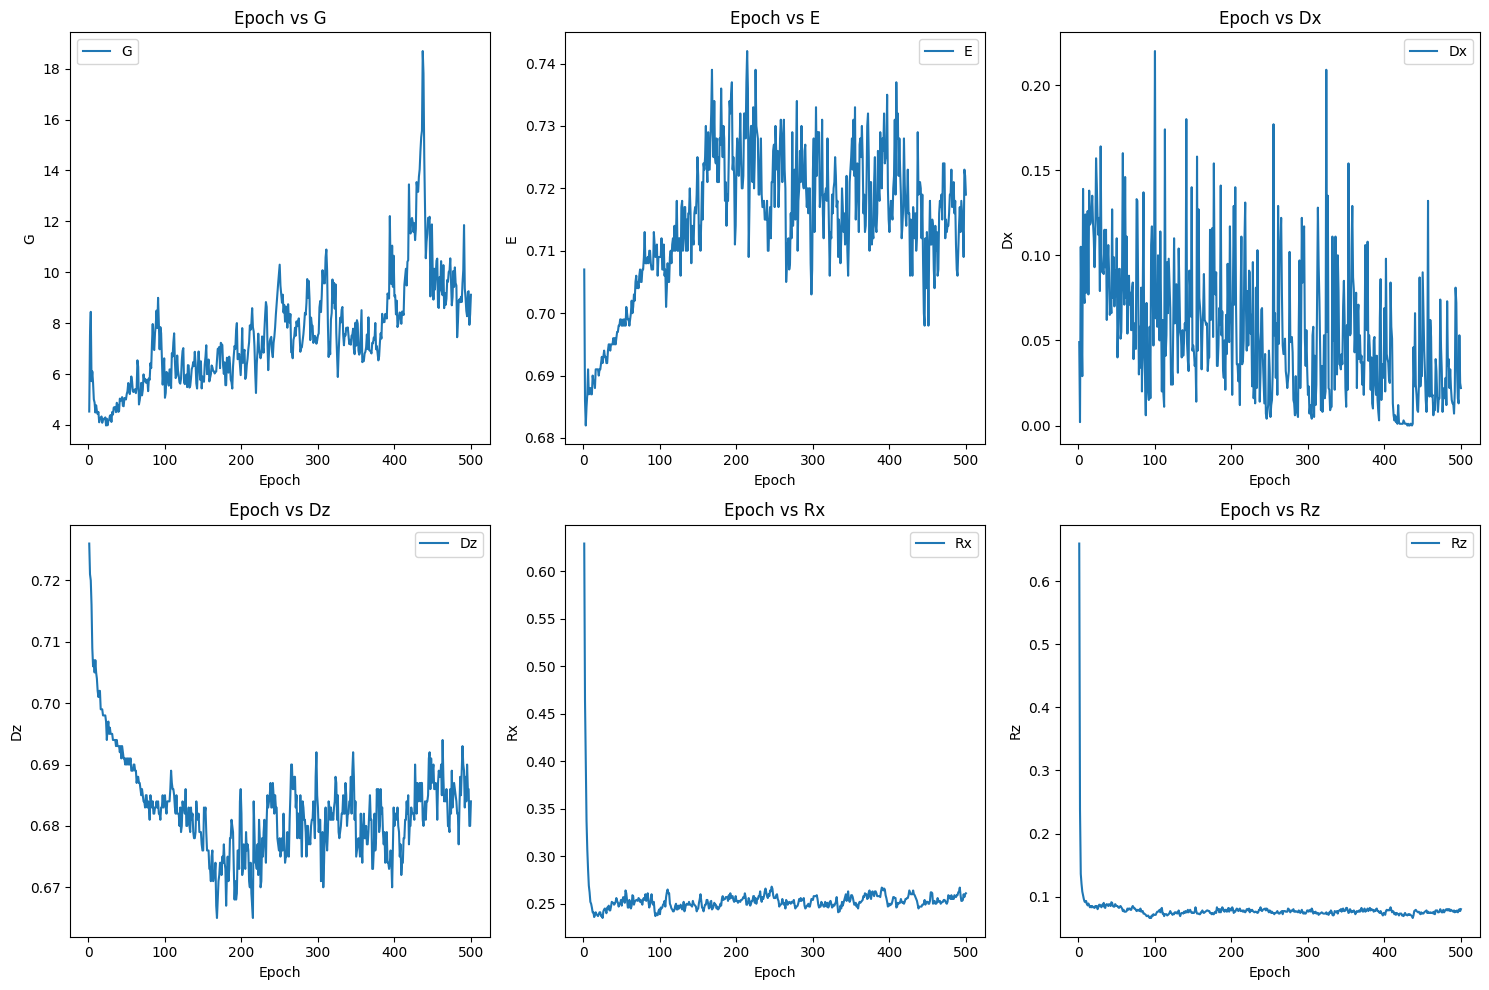 Epoch vs G
G
18
16
14
12
10
8
6
4
G
0 100 200 300 400 500
Epoch
Epoch vs E
E
0.74
0.73
0.72
0.71
0.70
0.69
0.68
E
0 100 200 300 400 500
Epoch
Epoch vs Dx
Dx
0.20
0.15
0.10
0.05
0.00
Dx
0 100 200 300 400 500
Epoch
Epoch vs Dz
Dz
0.72
0.71
0.70
0.69
0.68
0.67
Dz
0 100 200 300 400 500
Epoch
Epoch vs Rx
Rx
0.60
0.55
0.50
0.45
0.40
0.35
0.30
0.25
Rx
0 100 200 300 400 500
Epoch
Epoch vs Rz
Rz
0.6
0.5
0.4
0.3
0.2
0.1
Rz
0 100 200 300 400 500
Epoch